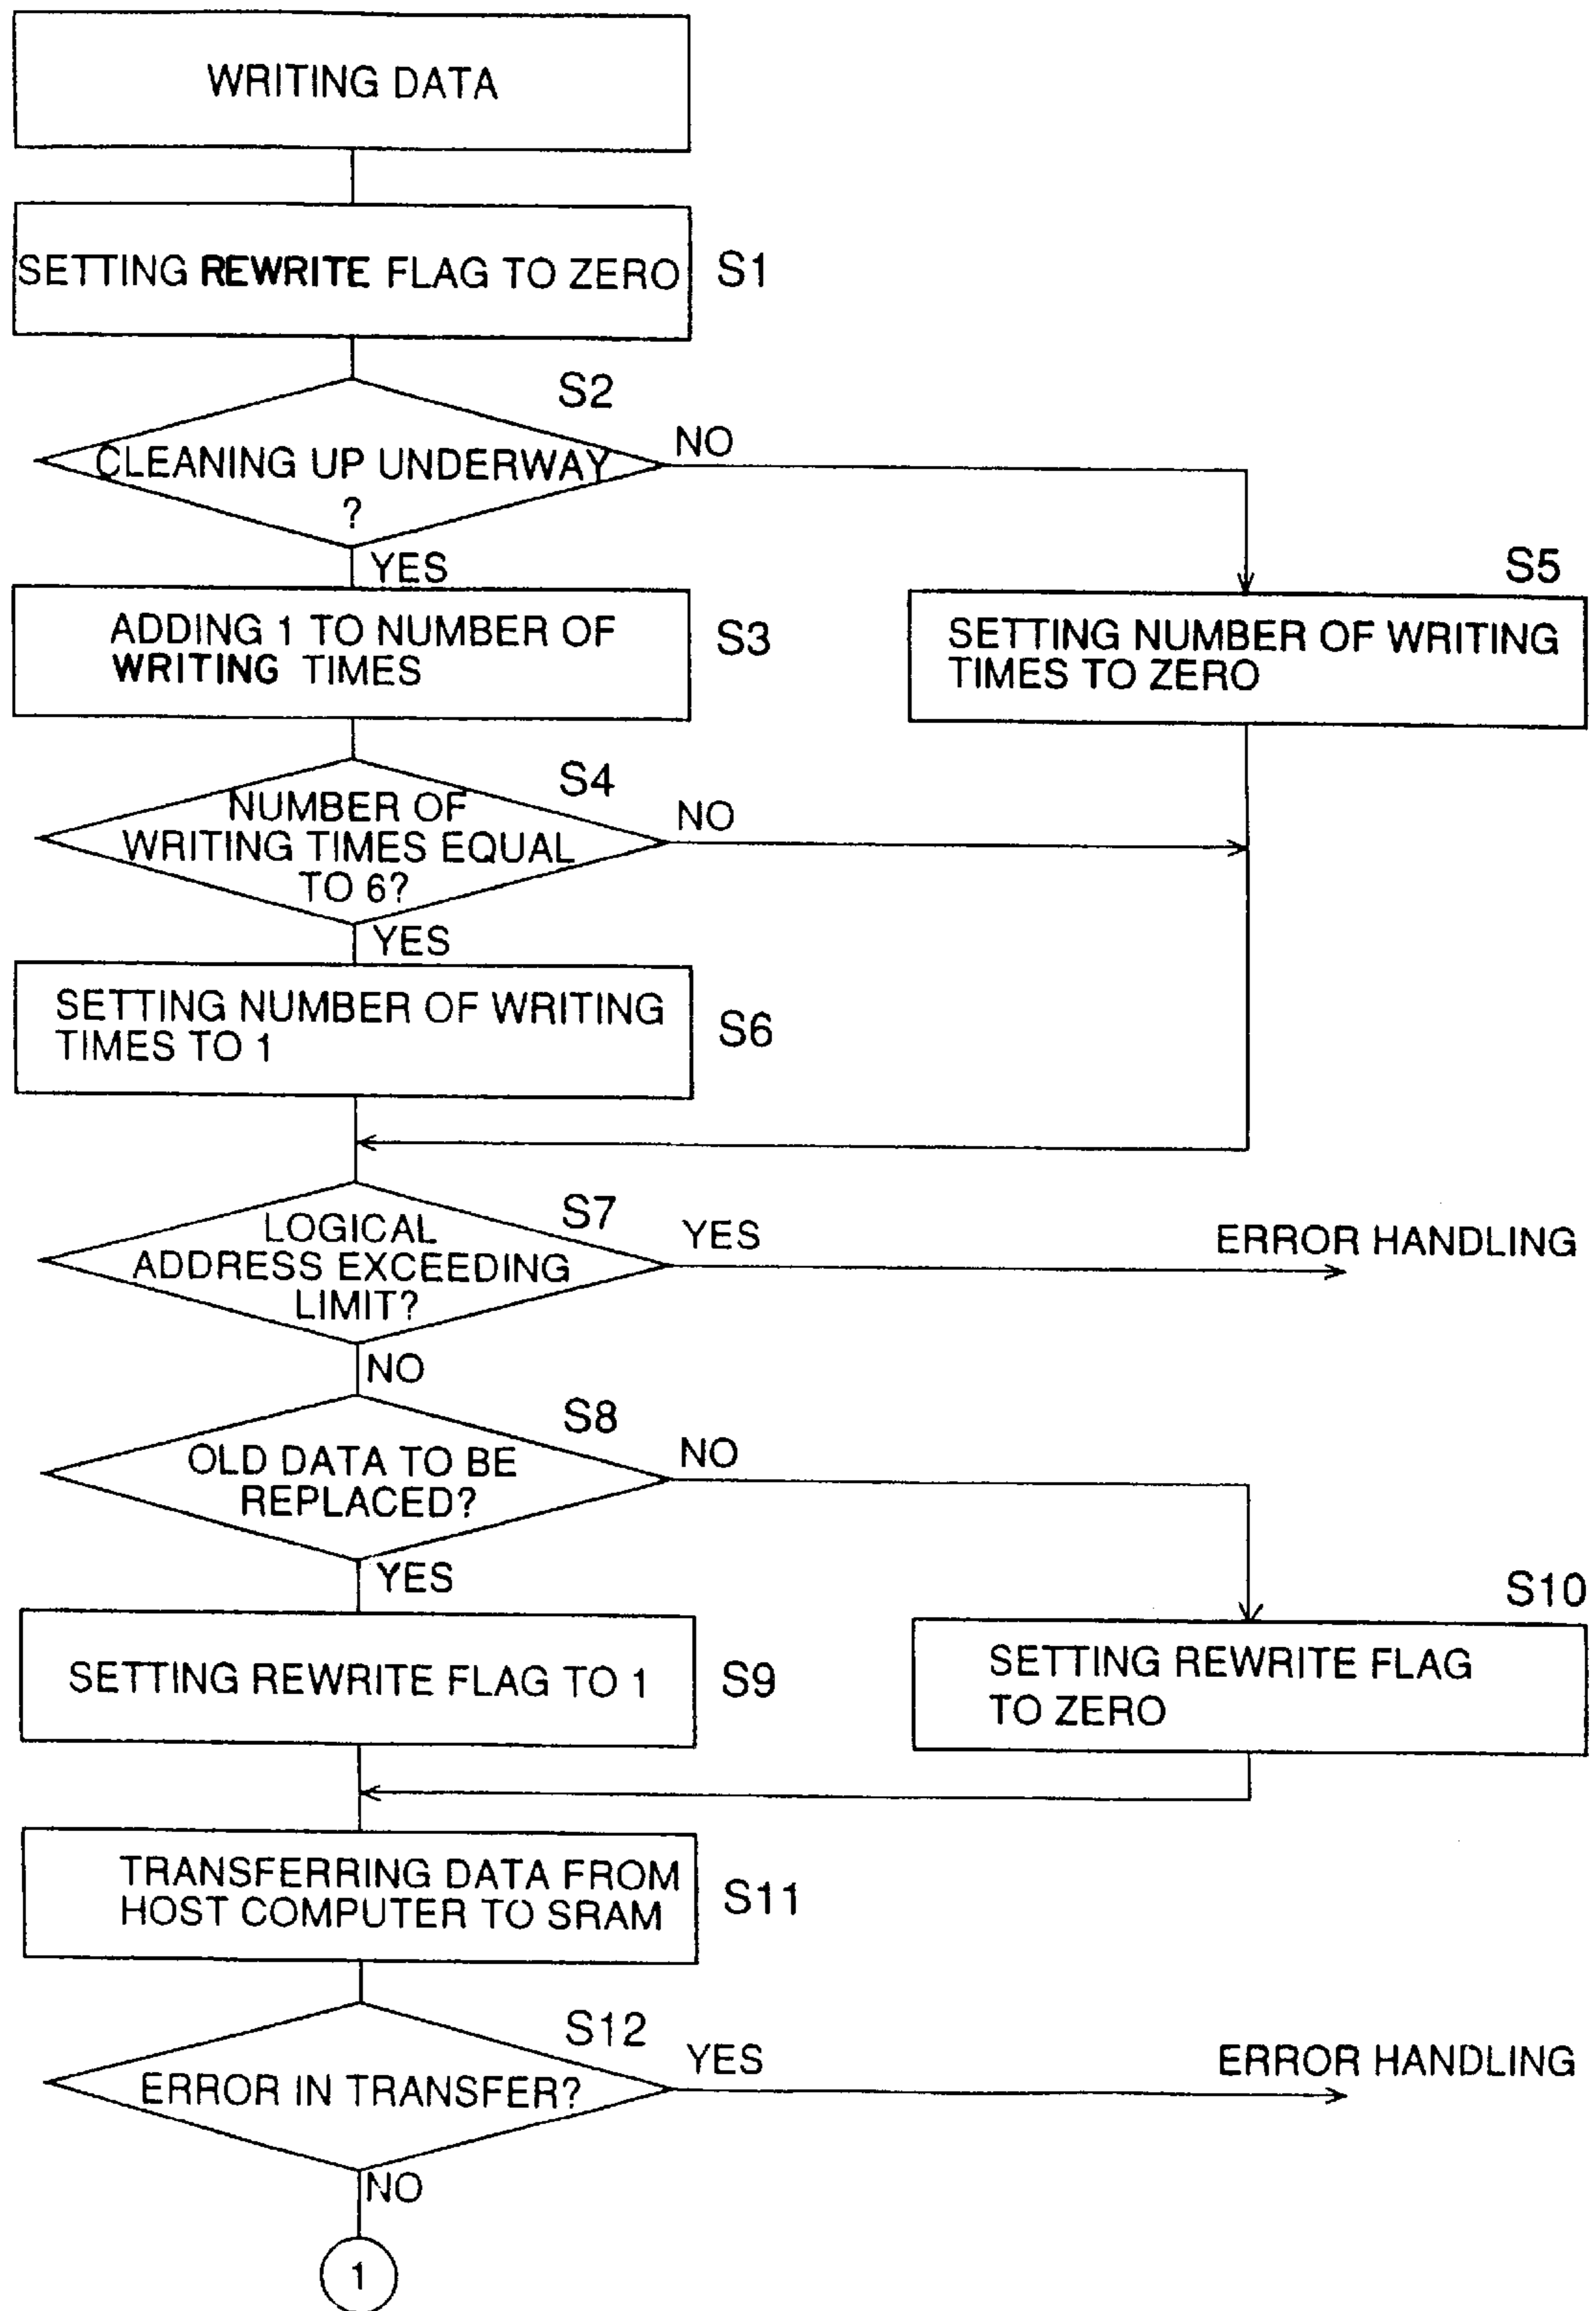 WRITING DATA
SETTING REWRITE FLAG TO ZERO
S1
S2
CLEANING UP UNDERWAY
?
NO
YES
ADDING 1 TO NUMBER OF
WRITING TIMES
S3
S5
SETTING NUMBER OF WRITING
TIMES TO ZERO
S4
NUMBER OF
WRITING TIMES EQUAL
TO 6?
NO
YES
SETTING NUMBER OF WRITING
TIMES TO 1
S6
S7
LOGICAL
ADDRESS EXCEEDING
LIMIT?
YES
ERROR HANDLING
NO
S8
OLD DATA TO BE
REPLACED?
NO
YES
SETTING REWRITE FLAG TO 1
S9
S10
SETTING REWRITE FLAG
TO ZERO
TRANSFERRING DATA FROM
HOST COMPUTER TO SRAM
S11
S12
ERROR IN TRANSFER?
YES
ERROR HANDLING
NO
1